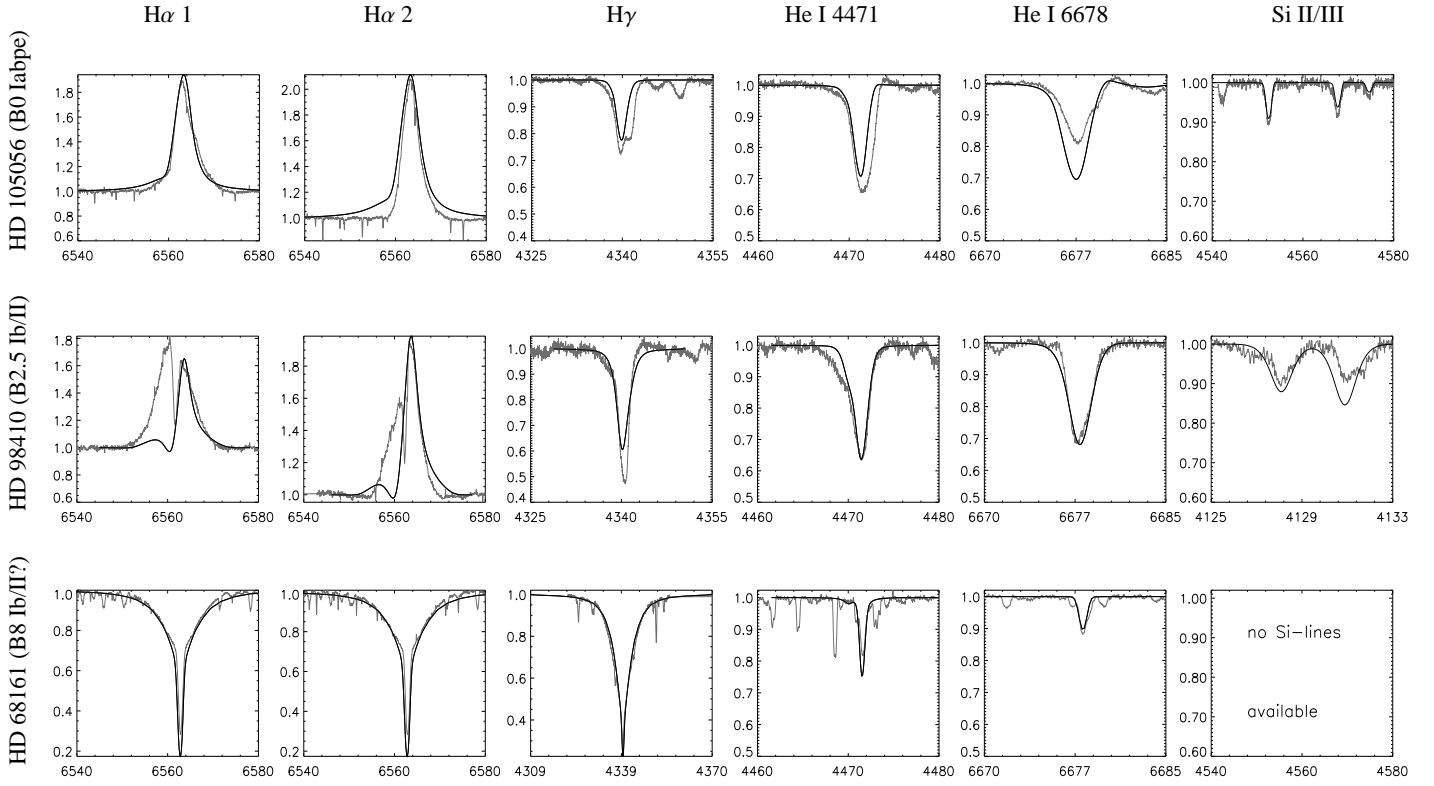 Hα 1 Hα 2 Hγ He I 4471 He I 6678 Si II/III
HD 105056 (B0 Iabpe)
1.8 1.6 1.4 1.2 1.0 0.8 0.6
6540 6560 6580
2.0 1.8 1.6 1.4 1.2 1.0
6540 6560 6580
1.0 0.9 0.8 0.7 0.6 0.5 0.4
4325 4340 4355
1.0 0.9 0.8 0.7 0.6 0.5
4460 4470 4480
1.0 0.9 0.8 0.7 0.6 0.5
6670 6677 6685
1.00 0.90 0.80 0.70 0.60
4540 4560 4580
HD 98410 (B2.5 Ib/II)
1.8 1.6 1.4 1.2 1.0 0.8 0.6
6540 6560 6580
1.8 1.6 1.4 1.2 1.0
6540 6560 6580
1.0 0.9 0.8 0.7 0.6 0.5 0.4
4325 4340 4355
1.0 0.9 0.8 0.7 0.6 0.5
4460 4470 4480
1.0 0.9 0.8 0.7 0.6 0.5
6670 6677 6685
1.00 0.90 0.80 0.70 0.60
4125 4129 4133
HD 68161 (B8 Ib/II?)
1.0 0.8 0.6 0.4 0.2
6540 6560 6580
1.0 0.8 0.6 0.4 0.2
6540 6560 6580
1.0 0.8 0.6 0.4
4309 4339 4370
1.0 0.9 0.8 0.7 0.6 0.5
4460 4470 4480
1.0 0.9 0.8 0.7 0.6 0.5
6670 6677 6685
1.00 0.90 0.80 0.70 0.60
no Si-lines
available
4540 4560 4580